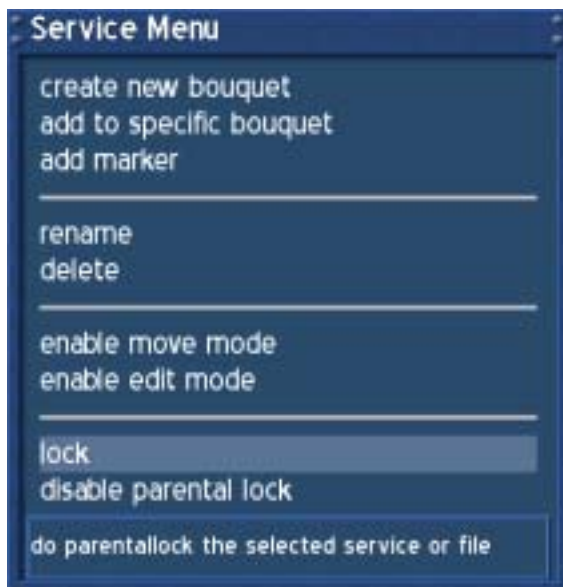 Service Menu
create new bouquet
add to specific bouquet
add marker
rename
delete
enable move mode
enable edit mode
lock
disable parental lock
do parentallock the selected service or file